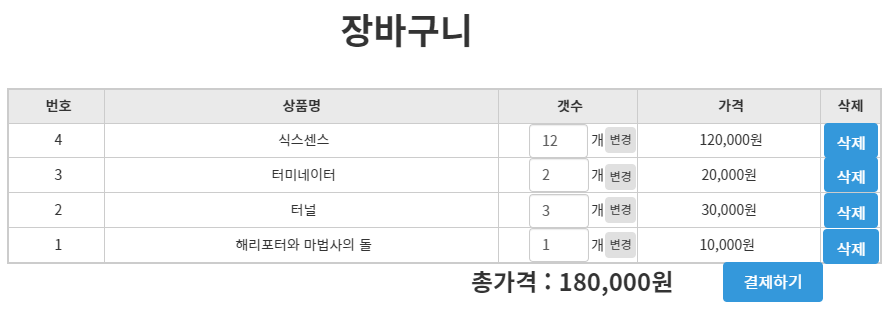 장바구니
번호 상품명 갯수 가격 삭제
4 식스센스 12 개 변경 120,000원 삭제
3 터미네이터 2 개 변경 20,000원 삭제
2 터널 3 개 변경 30,000원 삭제
1 해리포터와 마법사의 돌 1 개 변경 10,000원 삭제
총가격 : 180,000원 결제하기